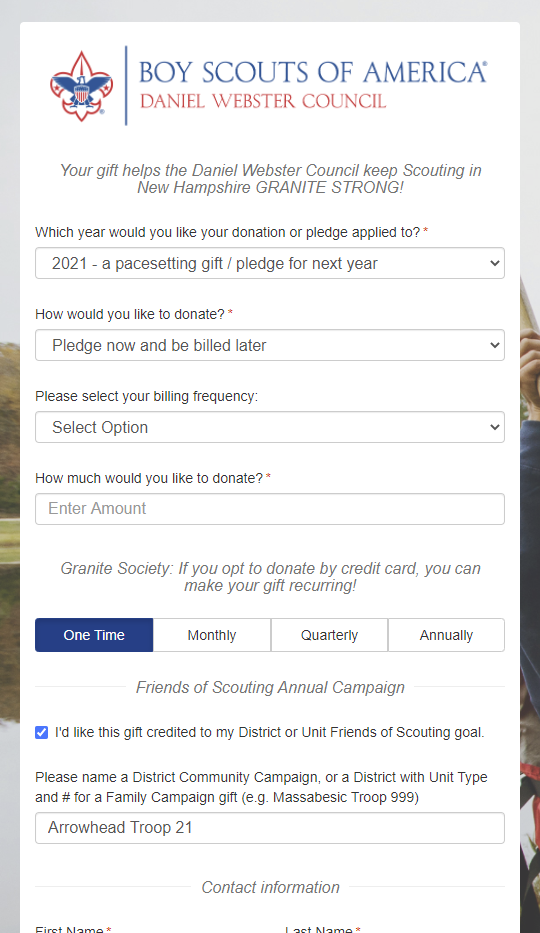 BOY SCOUTS OF AMERICA®
DANIEL WEBSTER COUNCIL
Your gift helps the Daniel Webster Council keep Scouting in
New Hampshire GRANITE STRONG!
Which year would you like your donation or pledge applied to? *
2021 - a pacesetting gift / pledge for next year
How would you like to donate? *
Pledge now and be billed later
Please select your billing frequency:
Select Option
How much would you like to donate? *
Enter Amount
Granite Society: If you opt to donate by credit card, you can
make your gift recurring!
One Time Monthly Quarterly Annually
Friends of Scouting Annual Campaign
I'd like this gift credited to my District or Unit Friends of Scouting goal.
Please name a District Community Campaign, or a District with Unit Type
and # for a Family Campaign gift (e.g. Massabesic Troop 999)
Arrowhead Troop 21
Contact information
First Name * Last Name *